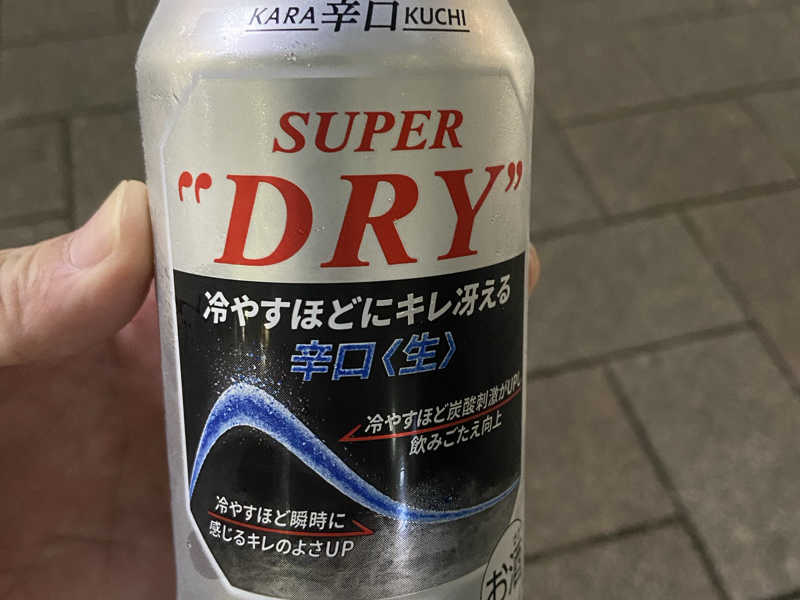 KARA 辛口 KUCHI
SUPER
"DRY"
冷やすほどにキレ冴える
辛口〈生〉
冷やすほど炭酸刺激がUPし
飲みごたえ向上
冷やすほど瞬時に
感じるキレのよさUP
お酒